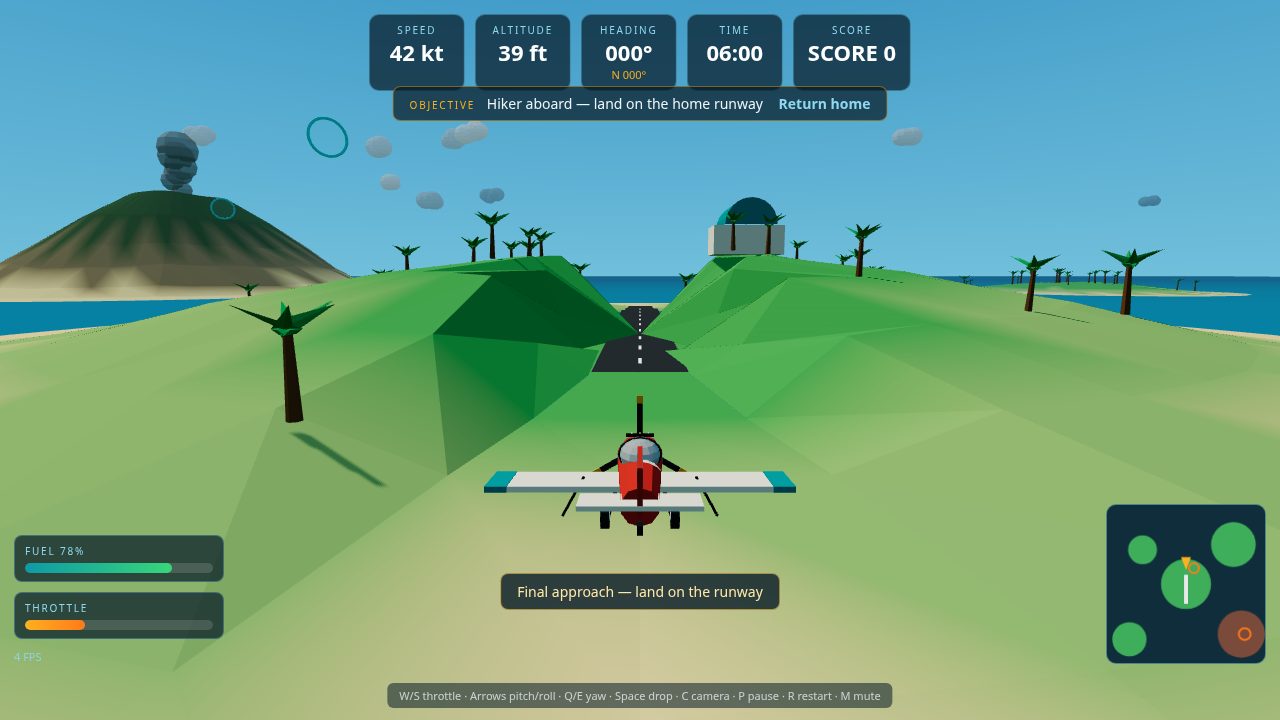 SPEED
42 kt
ALTITUDE
39 ft
HEADING
000°
N 000°
TIME
06:00
SCORE
SCORE 0
OBJECTIVE Hiker aboard — land on the home runway Return home
FUEL 78%
THROTTLE
4 FPS
Final approach — land on the runway
W/S throttle · Arrows pitch/roll · Q/E yaw · Space drop · C camera · P pause · R restart · M mute